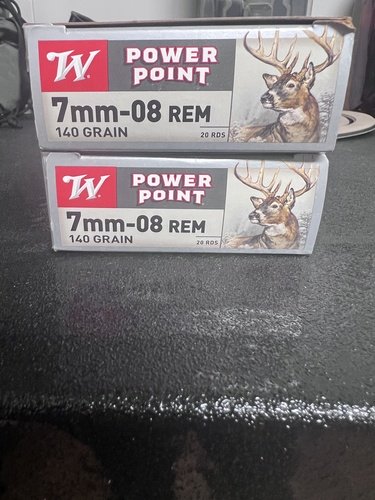 W
POWER
POINT
7mm-08 REM
140 GRAIN
20 RDS
W
POWER
POINT
7mm-08 REM
140 GRAIN
20 RDS